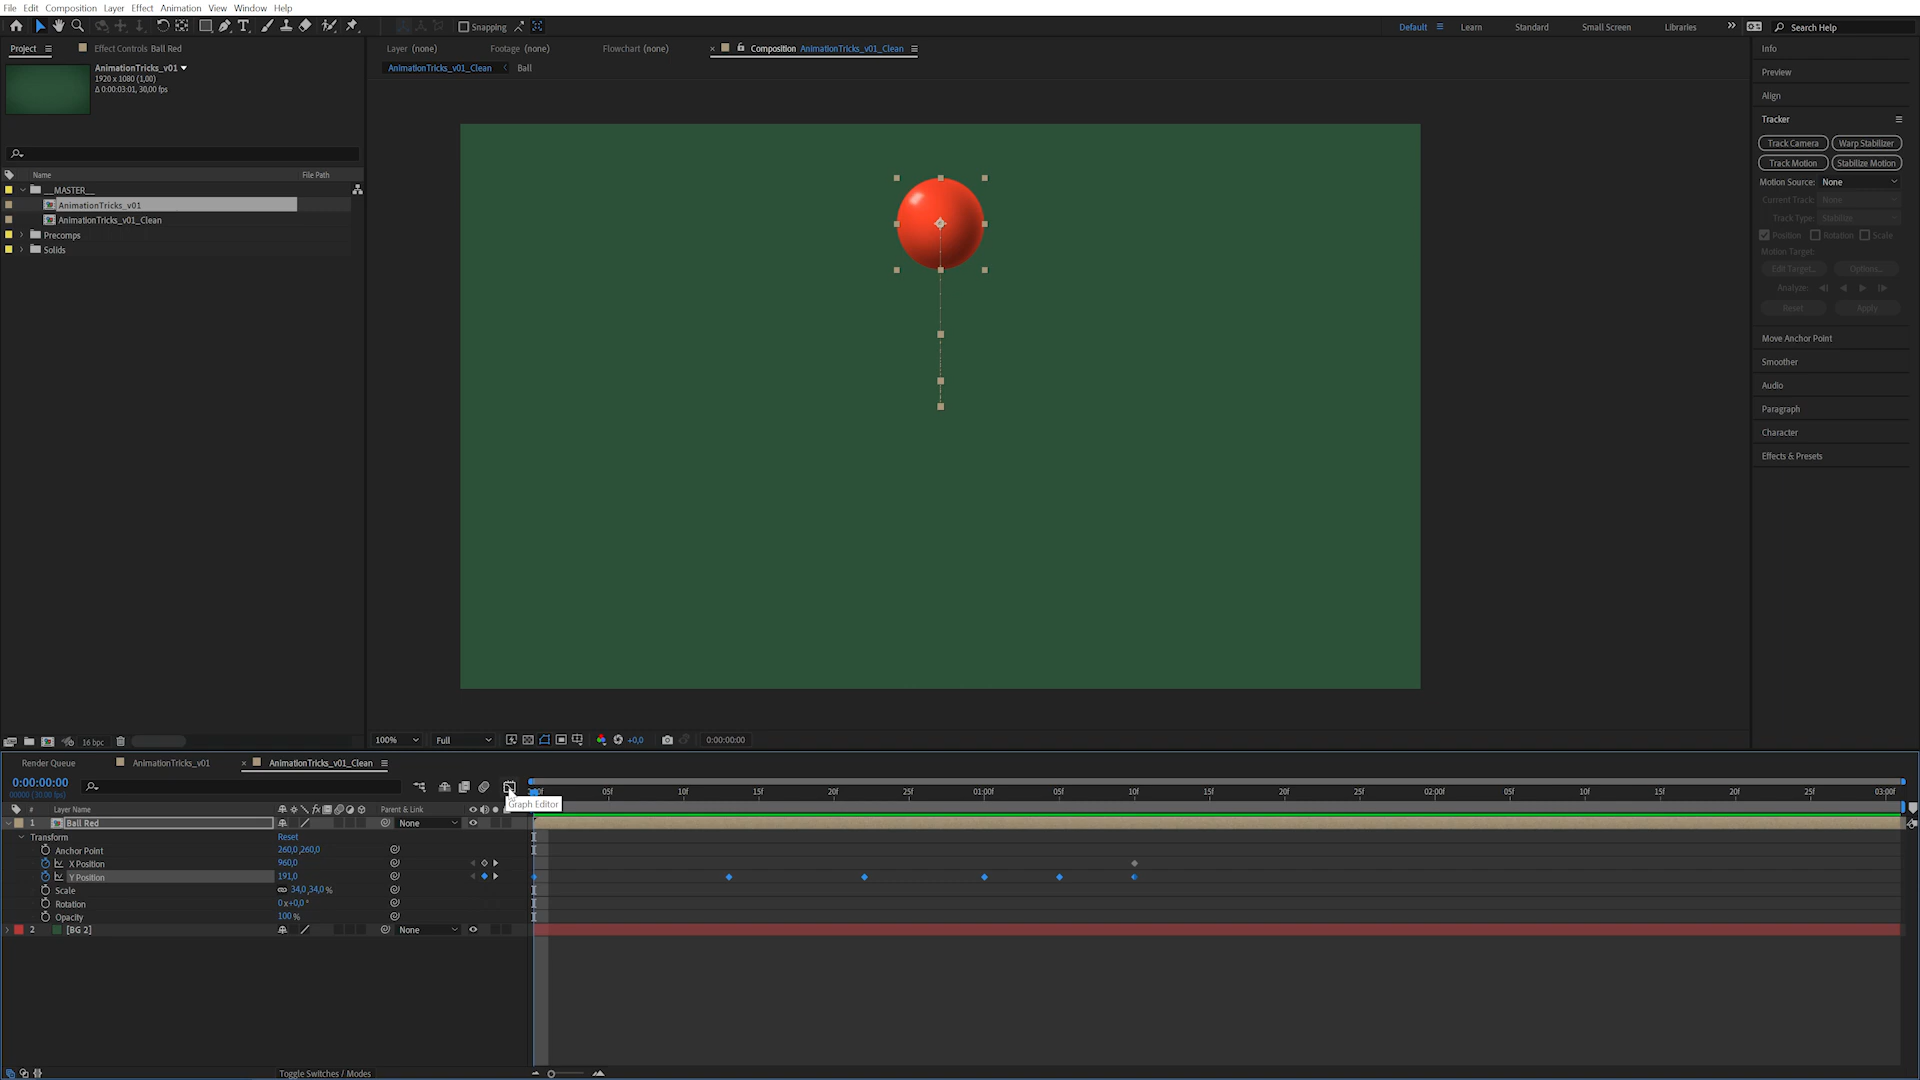 File Edit Composition Layer Effect Animation View Window Help
Snapping
Default Learn Standard Small Screen Libraries Search Help
Project Effect Controls Ball Red
Layer (none) Footage (none) Flowchart (none) Composition AnimationTricks_v01_Clean
AnimationTricks_v01_Clean Ball
AnimationTricks_v01
1920 x 1080 (1,00)
Δ 0:00:03:01, 30,00 fps
Name File Path
__MASTER__
AnimationTricks_v01
AnimationTricks_v01_Clean
Precomps
Solids
Info
Preview
Align
Tracker
Track Camera Warp Stabilizer
Track Motion Stabilize Motion
Motion Source: None
Current Track: None
Track Type: Stabilize
Position Rotation Scale
Motion Target:
Edit Target... Options...
Analyze:
Reset Apply
Move Anchor Point
Smoother
Audio
Paragraph
Character
Effects & Presets
16 bpc
100% Full +0,0 0:00:00:00
Render Queue AnimationTricks_v01 AnimationTricks_v01_Clean
0:00:00:00
00000 (30.00 fps)
05f 10f 15f 20f 25f 01:00f 05f 10f 15f 20f 25f 02:00f 05f 10f 15f 20f 25f 03:00f
Graph Editor
# Layer Name Parent & Link
1 Ball Red None
Transform Reset
Anchor Point 260,0,260,0
X Position 960,0
Y Position 191,0
Scale 34,0,34,0 %
Rotation 0x+0,0°
Opacity 100 %
2 [BG 2] None
Toggle Switches / Modes